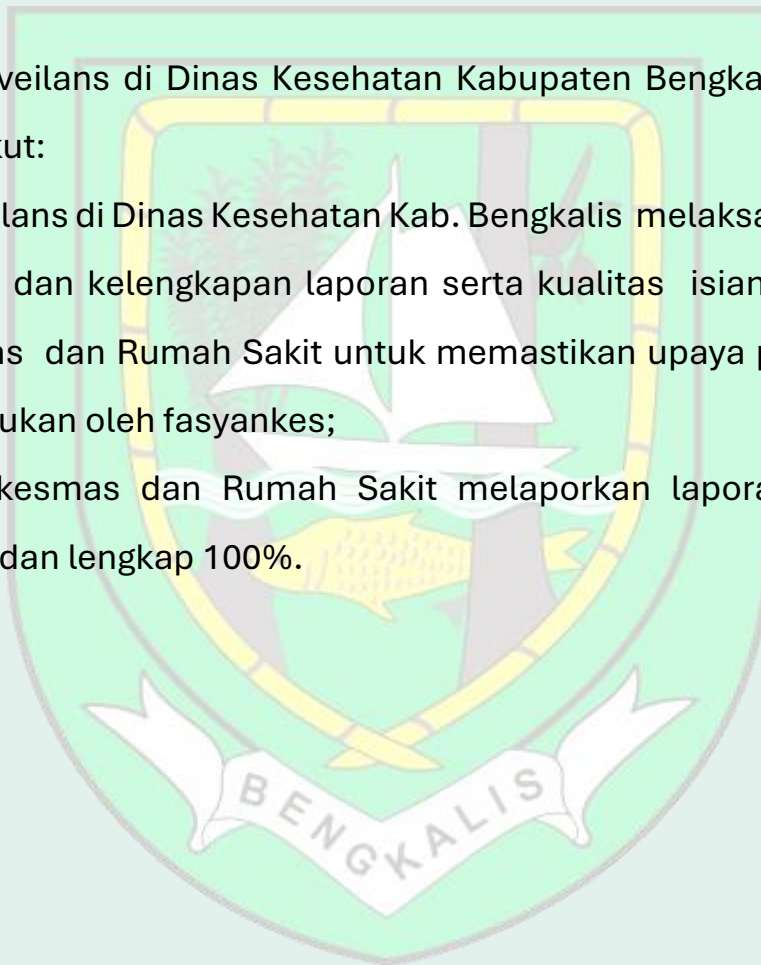 veilans di Dinas Kesehatan Kabupaten Bengka
kut:
lans di Dinas Kesehatan Kab. Bengkalis melaksa
dan kelengkapan laporan serta kualitas isian
as dan Rumah Sakit untuk memastikan upaya p
ukan oleh fasyankes;
kesmas dan Rumah Sakit melaporkan lapora
dan lengkap 100%.
BENGKALIS